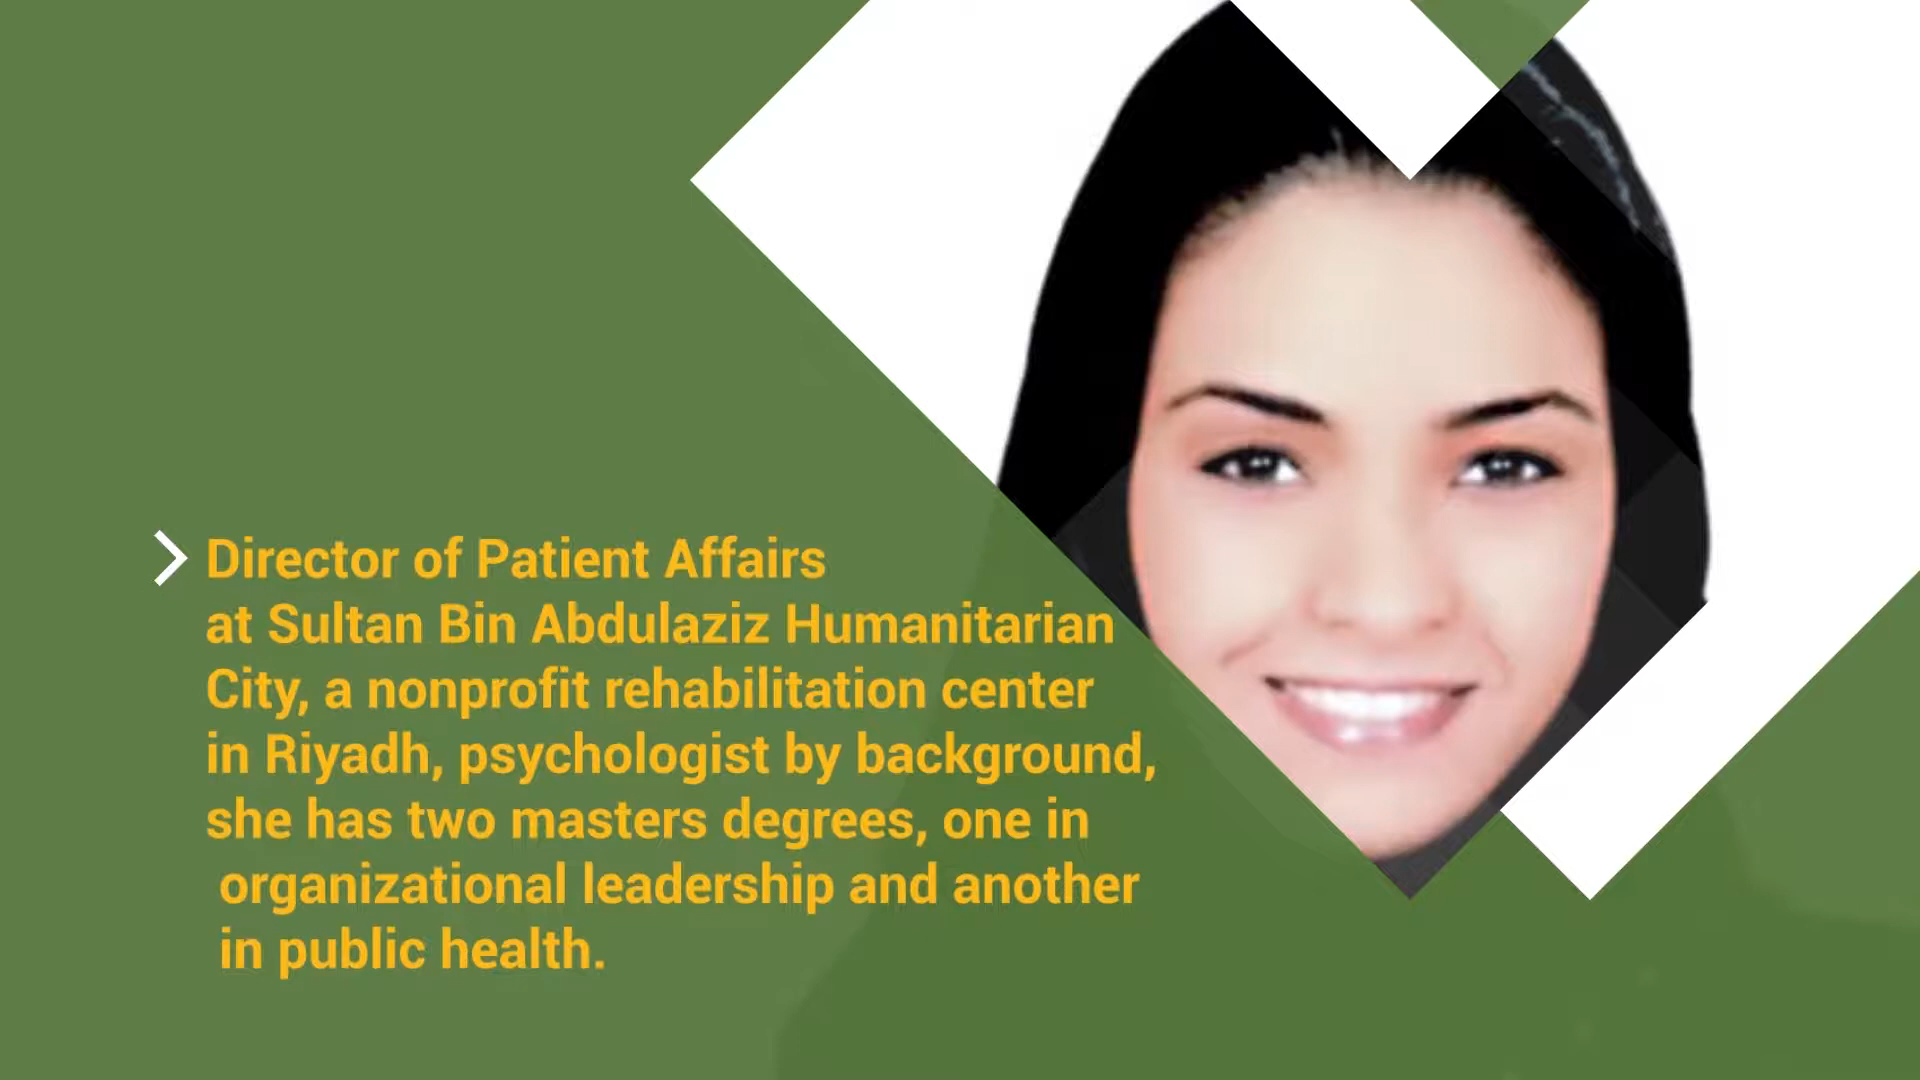 Director of Patient Affairs
at Sultan Bin Abdulaziz Humanitarian
City, a nonprofit rehabilitation center
in Riyadh, psychologist by background,
she has two masters degrees, one in
organizational leadership and another
in public health.